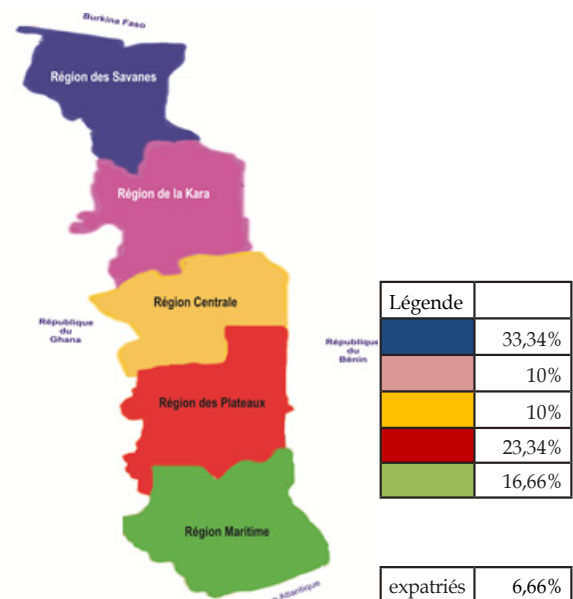 Burkina Faso
Région des Savanes
Région de la Kara
Région Centrale
République
du
Ghana
République
du
Bénin
Région des Plateaux
Région Maritime
Atlantique
Légende
33,34%
10%
10%
23,34%
16,66%
expatriés 6,66%